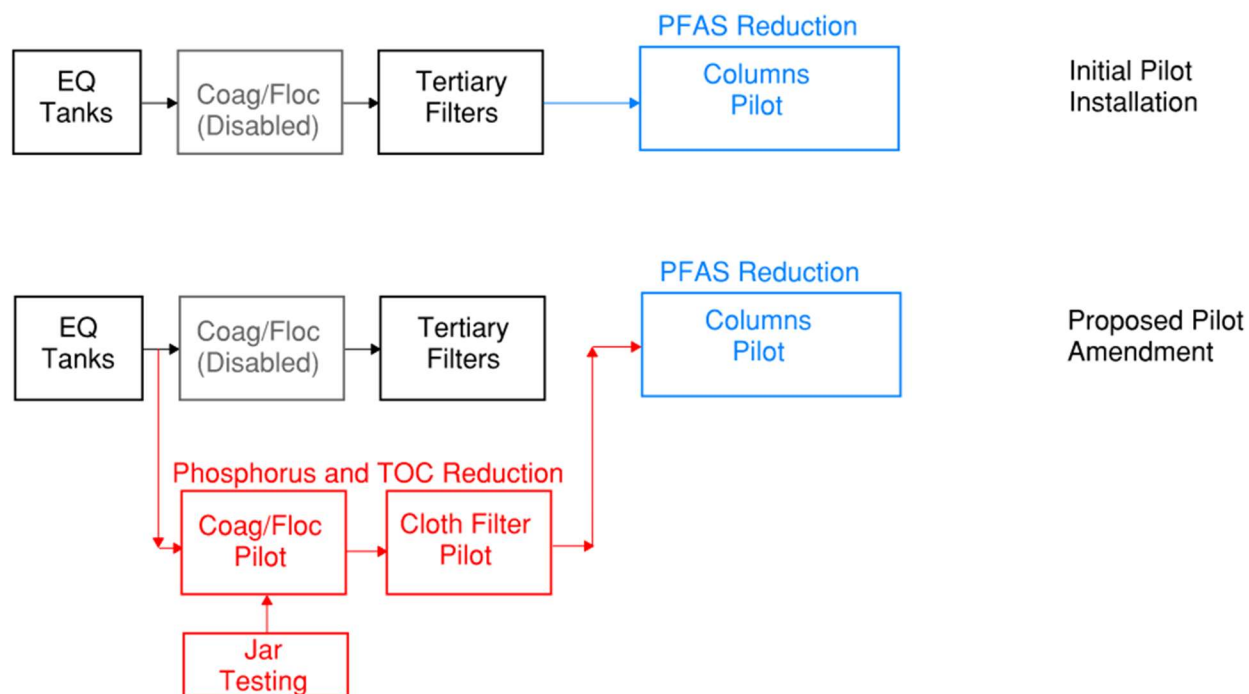 PFAS Reduction
EQ
Tanks
Coag/Floc
(Disabled)
Tertiary
Filters
Columns
Pilot
Initial Pilot
Installation
PFAS Reduction
EQ
Tanks
Coag/Floc
(Disabled)
Tertiary
Filters
Columns
Pilot
Proposed Pilot
Amendment
Phosphorus and TOC Reduction
Coag/Floc
Pilot
Cloth Filter
Pilot
Jar
Testing